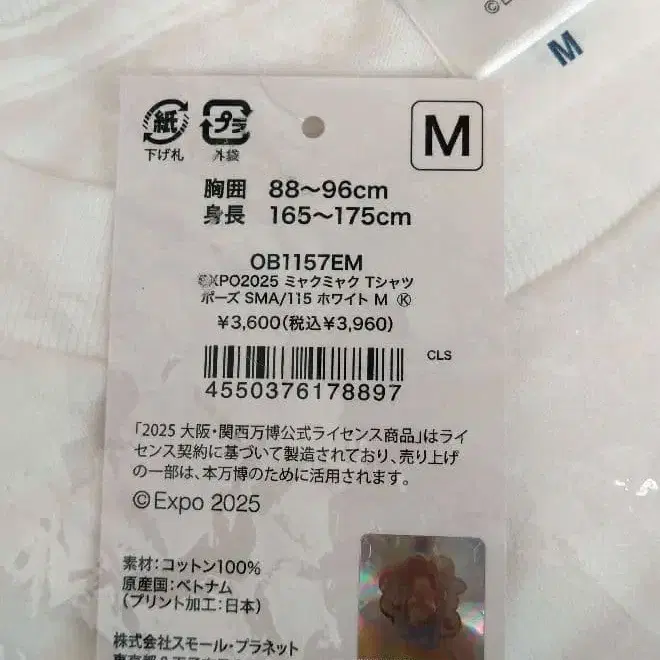 M
紙
プラ
下げ札
外袋
M
胸囲 88～96cm
身長 165～175cm
OB1157EM
EXPO2025 ミャクミャク Tシャツ
ポーズ SMA/115 ホワイト M Ⓚ
¥3,600(税込¥3,960)
CLS
4550376178897
「2025 大阪・関西万博公式ライセンス商品」はライ
センス契約に基づいて製造されており、売り上げ
の一部は、本万博のために活用されます。
©Expo 2025
素材：コットン100%
原産国：ベトナム
(プリント加工：日本)
株式会社スモール・プラネット